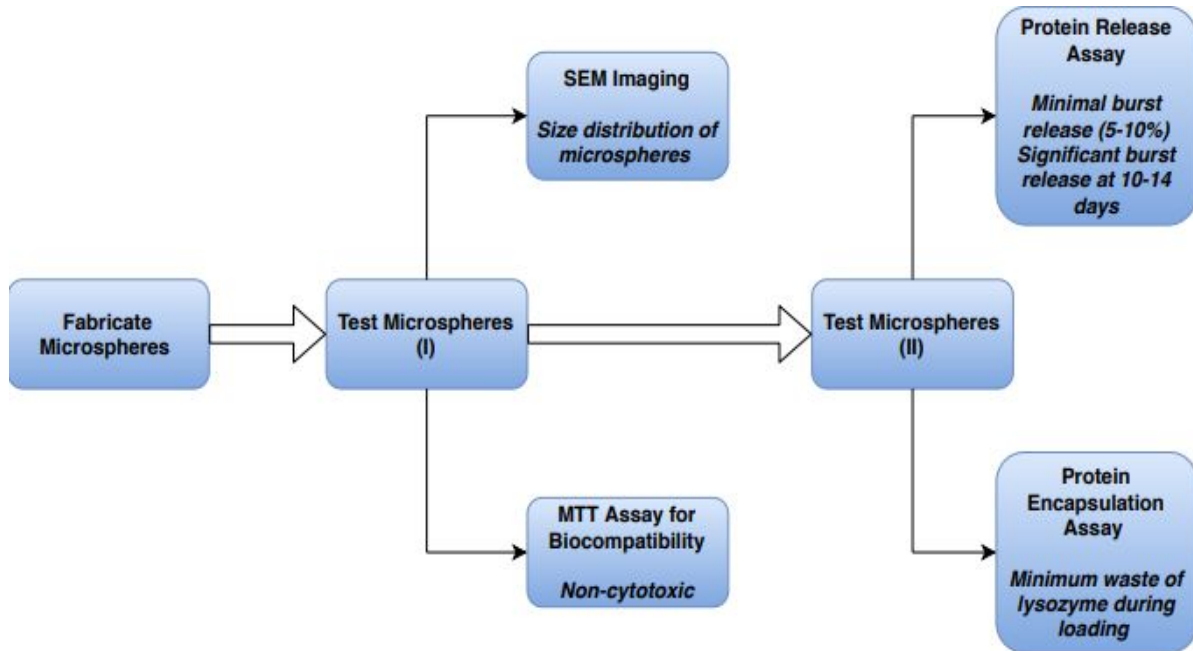 Fabricate
Microspheres
Test Microspheres
(I)
SEM Imaging
Size distribution of
microspheres
MTT Assay for
Biocompatibility
Non-cytotoxic
Test Microspheres
(II)
Protein Release
Assay
Minimal burst
release (5-10%)
Significant burst
release at 10-14
days
Protein
Encapsulation
Assay
Minimum waste of
lysozyme during
loading